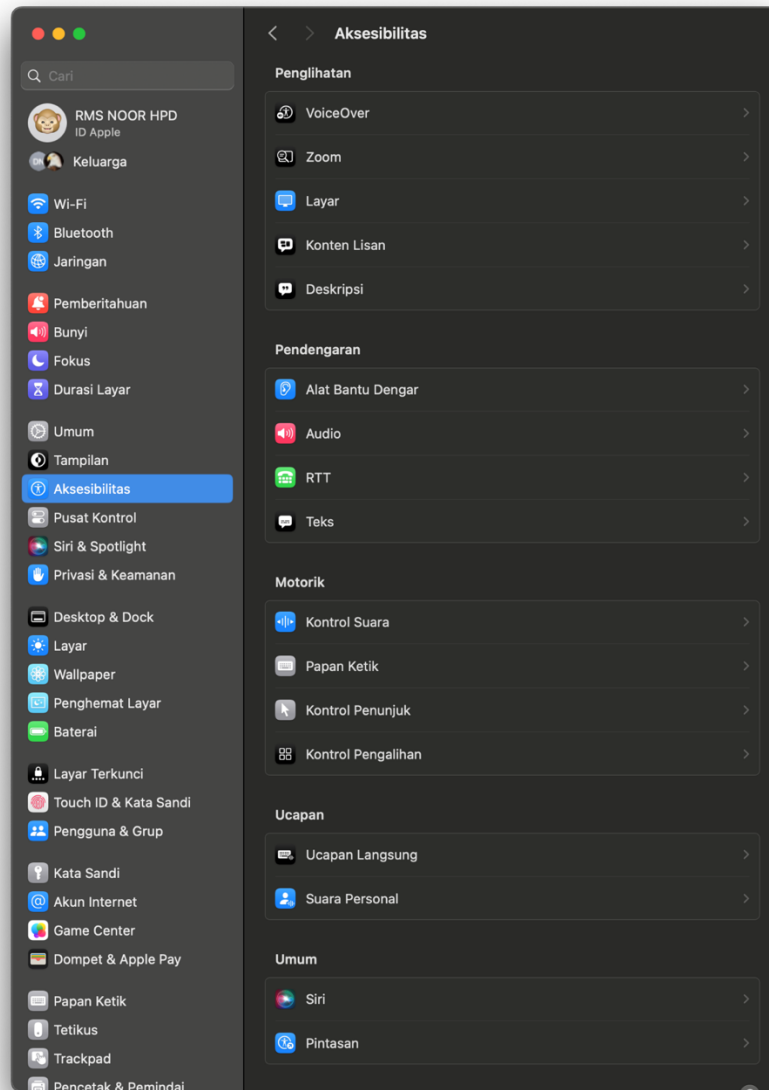 Aksesibilitas
Cari
RMS NOOR HPD
ID Apple
Keluarga
Wi-Fi
Bluetooth
Jaringan
Pemberitahuan
Bunyi
Fokus
Durasi Layar
Umum
Tampilan
Aksesibilitas
Pusat Kontrol
Siri & Spotlight
Privasi & Keamanan
Desktop & Dock
Layar
Wallpaper
Penghemat Layar
Baterai
Layar Terkunci
Touch ID & Kata Sandi
Pengguna & Grup
Kata Sandi
Akun Internet
Game Center
Dompet & Apple Pay
Papan Ketik
Tetikus
Trackpad
Pencetak & Pemindai
Penglihatan
VoiceOver
Zoom
Layar
Konten Lisan
Deskripsi
Pendengaran
Alat Bantu Dengar
Audio
RTT
Teks
Motorik
Kontrol Suara
Papan Ketik
Kontrol Penunjuk
Kontrol Pengalihan
Ucapan
Ucapan Langsung
Suara Personal
Umum
Siri
Pintasan